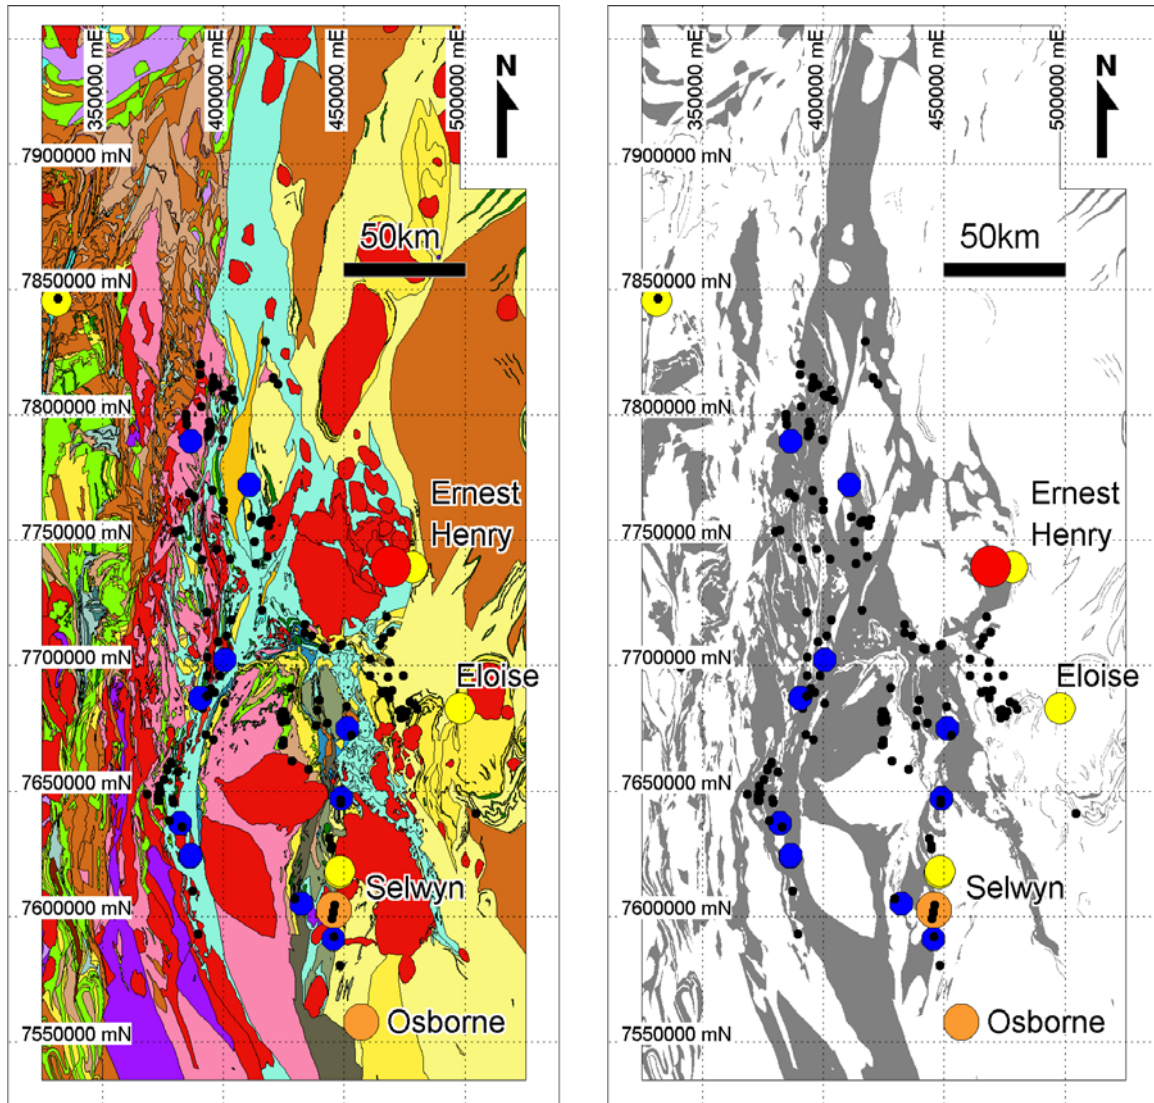 350000 mE
400000 mE
450000 mE
500000 mE
N
7900000 mN
50km
7850000 mN
7800000 mN
Ernest
Henry
7750000 mN
7700000 mN
Eloise
7650000 mN
Selwyn
7600000 mN
Osborne
7550000 mN
350000 mE
400000 mE
450000 mE
500000 mE
N
7900000 mN
50km
7850000 mN
7800000 mN
Ernest
Henry
7750000 mN
7700000 mN
Eloise
7650000 mN
Selwyn
7600000 mN
Osborne
7550000 mN